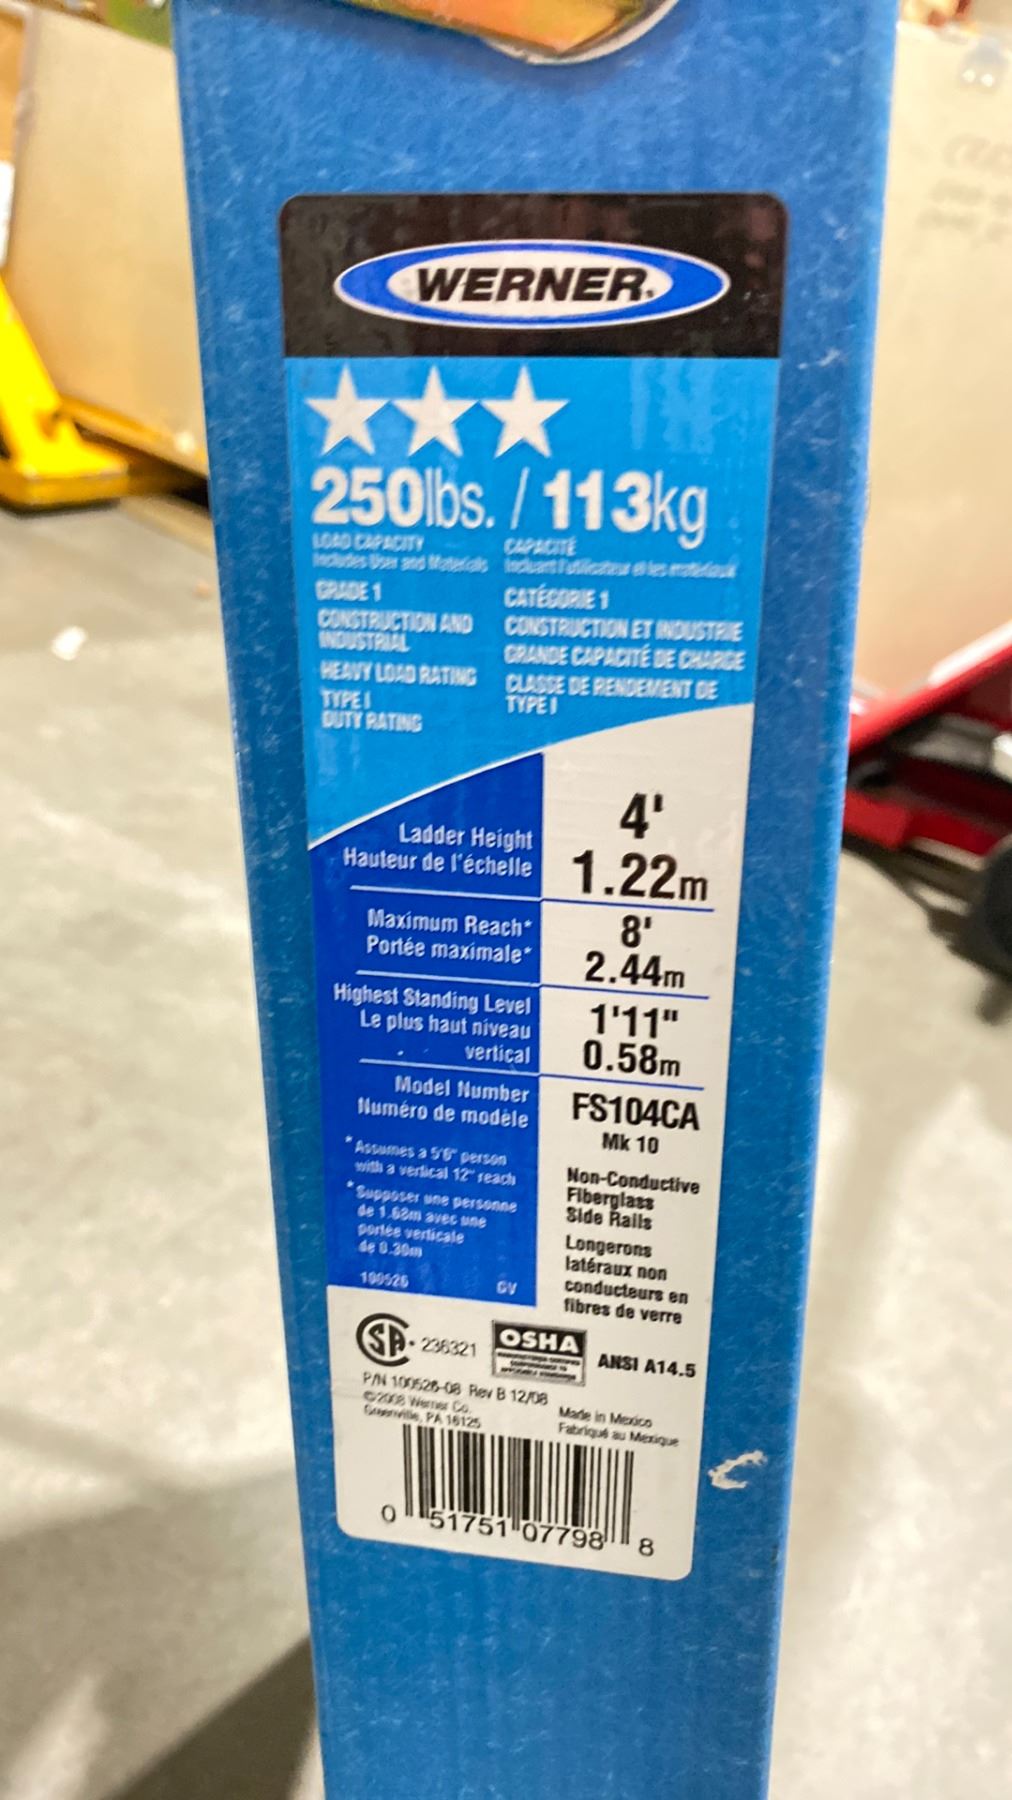 WERNER®
250lbs. / 113kg
LOAD CAPACITY
Includes User and Materials
GRADE 1
CONSTRUCTION AND
INDUSTRIAL
HEAVY LOAD RATING
TYPE I
DUTY RATING
CAPACITÉ
Incluant l'utilisateur et les matériaux
CATÉGORIE 1
CONSTRUCTION ET INDUSTRIE
GRANDE CAPACITÉ DE CHARGE
CLASSE DE RENDEMENT DE
TYPE I
Ladder Height
Hauteur de l'échelle
4'
1.22m
Maximum Reach*
Portée maximale*
8'
2.44m
Highest Standing Level
Le plus haut niveau
vertical
1'11"
0.58m
Model Number
Numéro de modèle
FS104CA
Mk 10
*Assumes a 5'6" person
with a vertical 12" reach
*Supposer une personne
de 1.68m avec une
portée verticale
de 0.30m
100526 GV
Non-Conductive
Fiberglass
Side Rails
Longerons
latéraux non
conducteurs en
fibres de verre
SA 236321
OSHA
ANSI A14.5
P/N 100526-08 Rev B 12/08
©2008 Werner Co.
Greenville, PA 16125
Made in Mexico
Fabriqué au Mexique
0 51751 07798 8